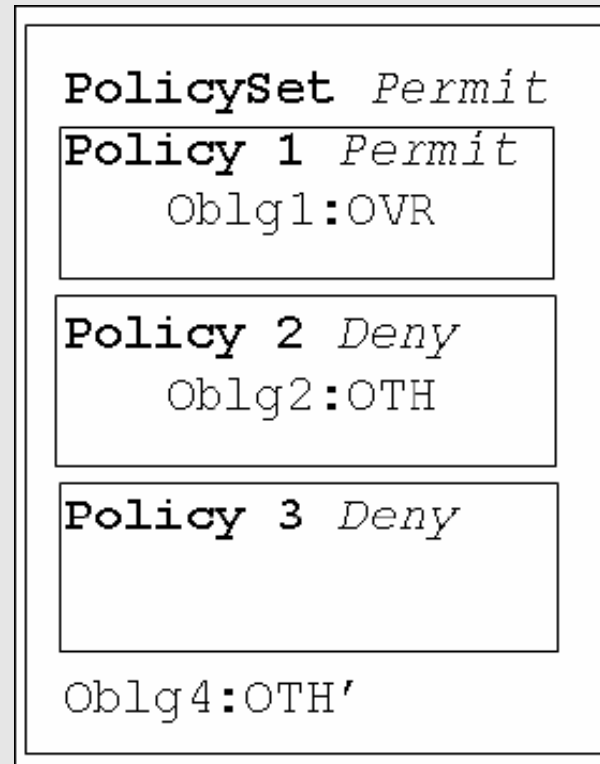 PolicySet Permit
Policy 1 Permit
Oblg1:OVR
Policy 2 Deny
Oblg2:OTH
Policy 3 Deny
Oblg4:OTH′